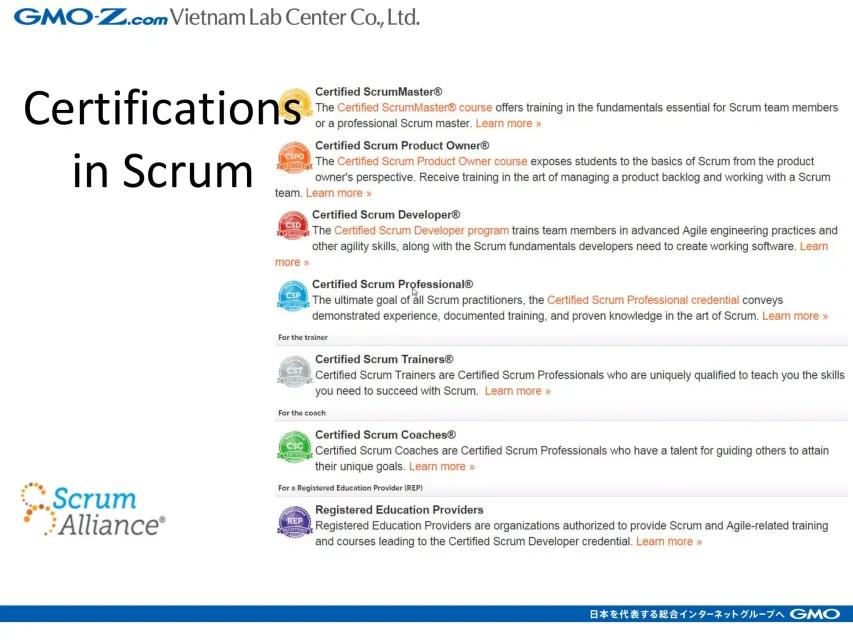 GMO-Z.com Vietnam Lab Center Co., Ltd.
Certifications
in Scrum
Certified ScrumMaster®
The Certified ScrumMaster® course offers training in the fundamentals essential for Scrum team members
or a professional Scrum master. Learn more »
CSPO
Certified Scrum Product Owner®
The Certified Scrum Product Owner course exposes students to the basics of Scrum from the product
owner's perspective. Receive training in the art of managing a product backlog and working with a Scrum
team. Learn more »
CSD
Certified Scrum Developer®
The Certified Scrum Developer program trains team members in advanced Agile engineering practices and
other agility skills, along with the Scrum fundamentals developers need to create working software. Learn
more »
CSP
Certified Scrum Professional®
The ultimate goal of all Scrum practitioners, the Certified Scrum Professional credential conveys
demonstrated experience, documented training, and proven knowledge in the art of Scrum. Learn more »
For the trainer
CST
Certified Scrum Trainers®
Certified Scrum Trainers are Certified Scrum Professionals who are uniquely qualified to teach you the skills
you need to succeed with Scrum. Learn more »
For the coach
CSC
Certified Scrum Coaches®
Certified Scrum Coaches are Certified Scrum Professionals who have a talent for guiding others to attain
their unique goals. Learn more »
For a Registered Education Provider (REP)
REP
Registered Education Providers
Registered Education Providers are organizations authorized to provide Scrum and Agile-related training
and courses leading to the Certified Scrum Developer credential. Learn more »
Scrum
Alliance®
日本を代表する総合インターネットグループへ GMO